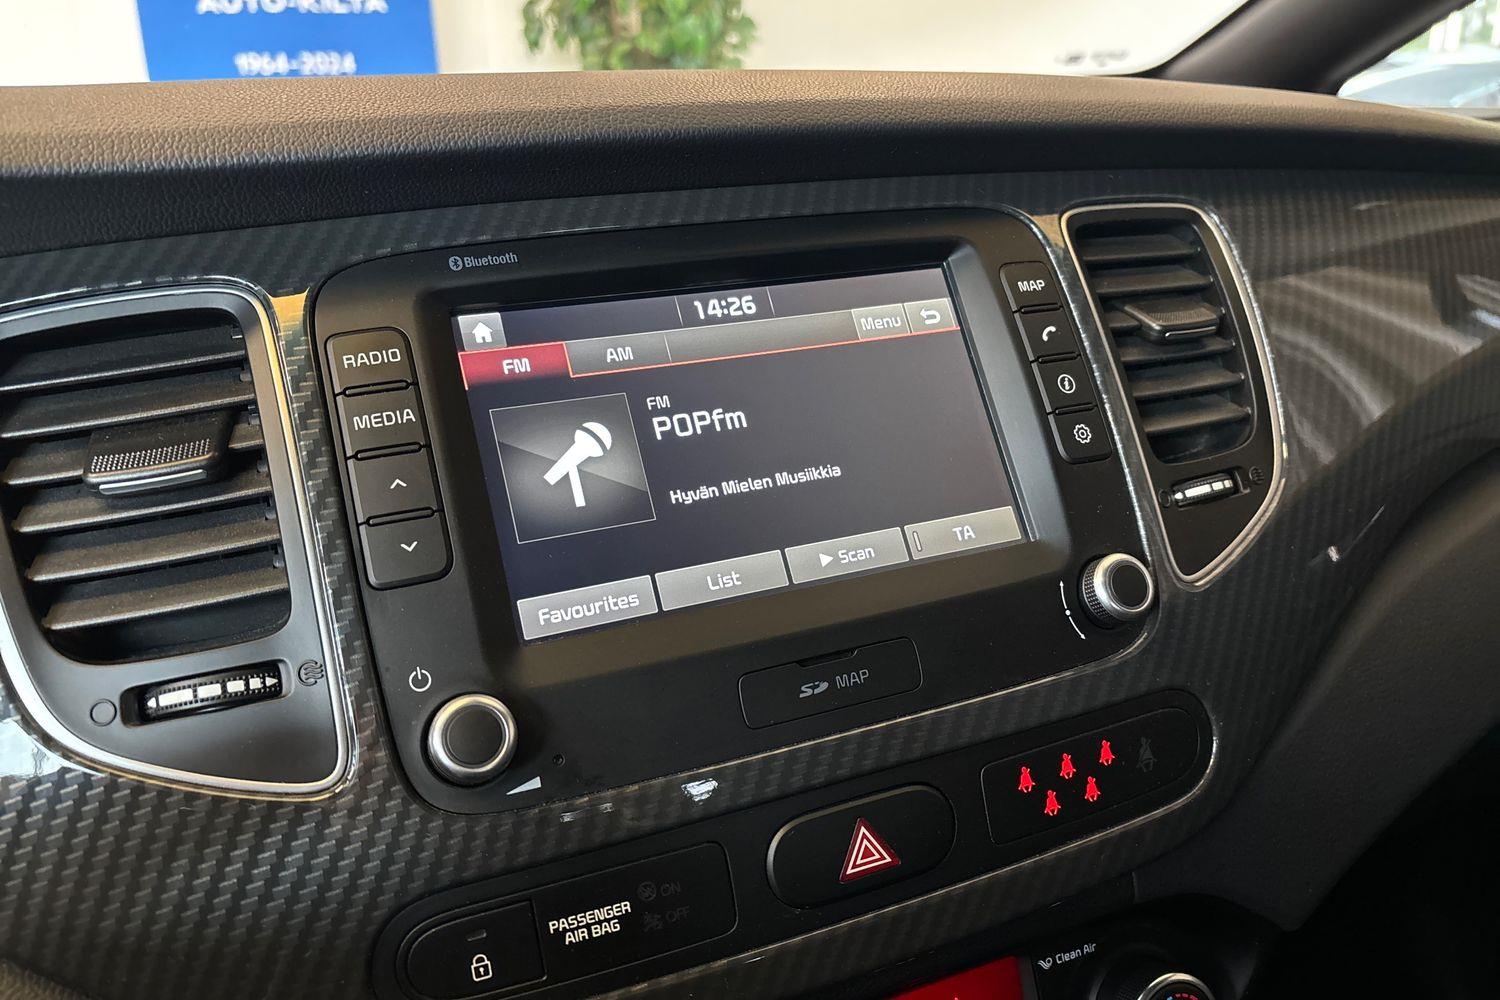 AUTO-KILTA
1964-2024
Bluetooth
14:26
Menu
FM
AM
RADIO
MEDIA
MAP
FM
POPfm
Hyvän Mielen Musiikkia
Favourites
List
Scan
TA
SD MAP
PASSENGER
AIR BAG
ON
OFF
Clean Air